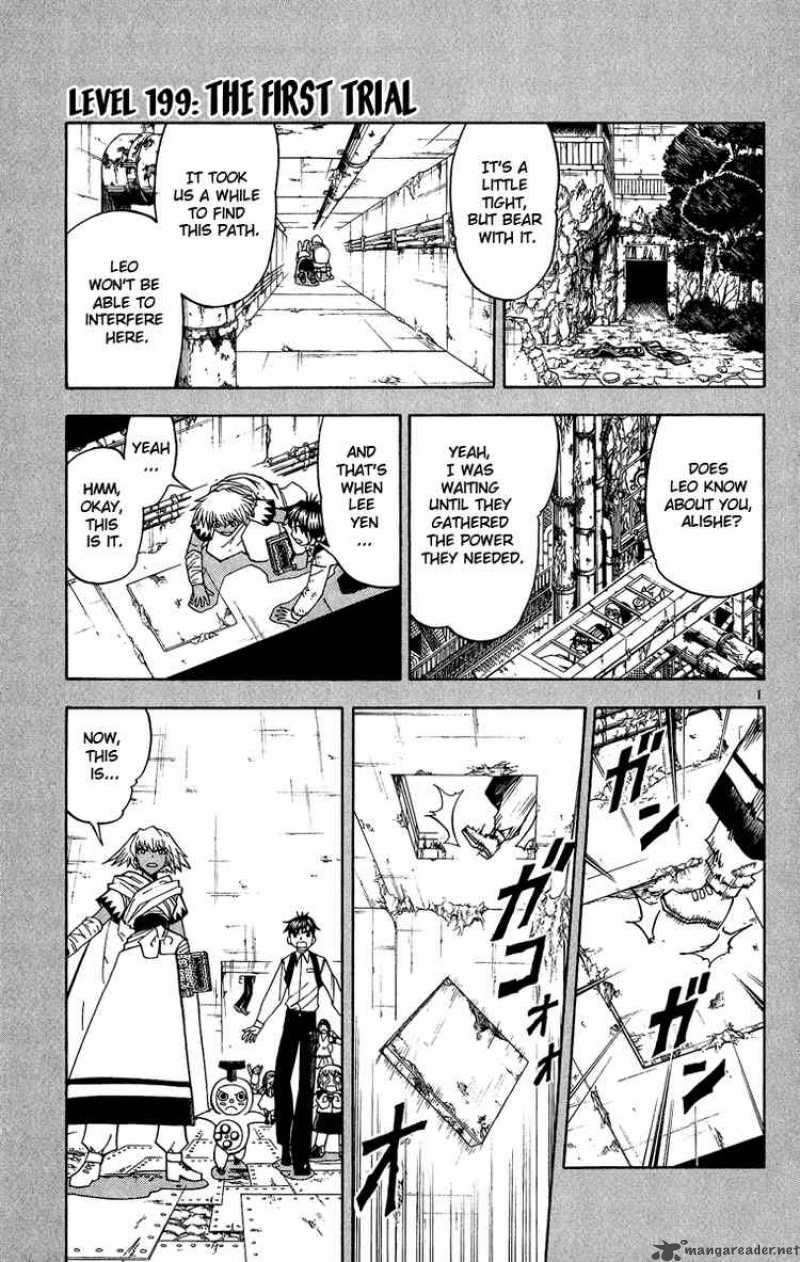 LEVEL 199: THE FIRST TRIAL
IT'S A
LITTLE
TIGHT,
BUT BEAR
WITH IT.
IT TOOK
US A WHILE
TO FIND
THIS PATH.
LEO
WON'T BE
ABLE TO
INTERFERE
HERE.
DOES
LEO KNOW
ABOUT YOU,
ALISHE?
YEAH,
I WAS
WAITING
UNTIL THEY
GATHERED
THE POWER
THEY NEEDED.
AND
THAT'S
WHEN
LEE
YEN
...
YEAH
...
HMM,
OKAY,
THIS
IS IT.
1
ガン
ガン
ガコォォッ
NOW,
THIS
IS...
mangareader.net